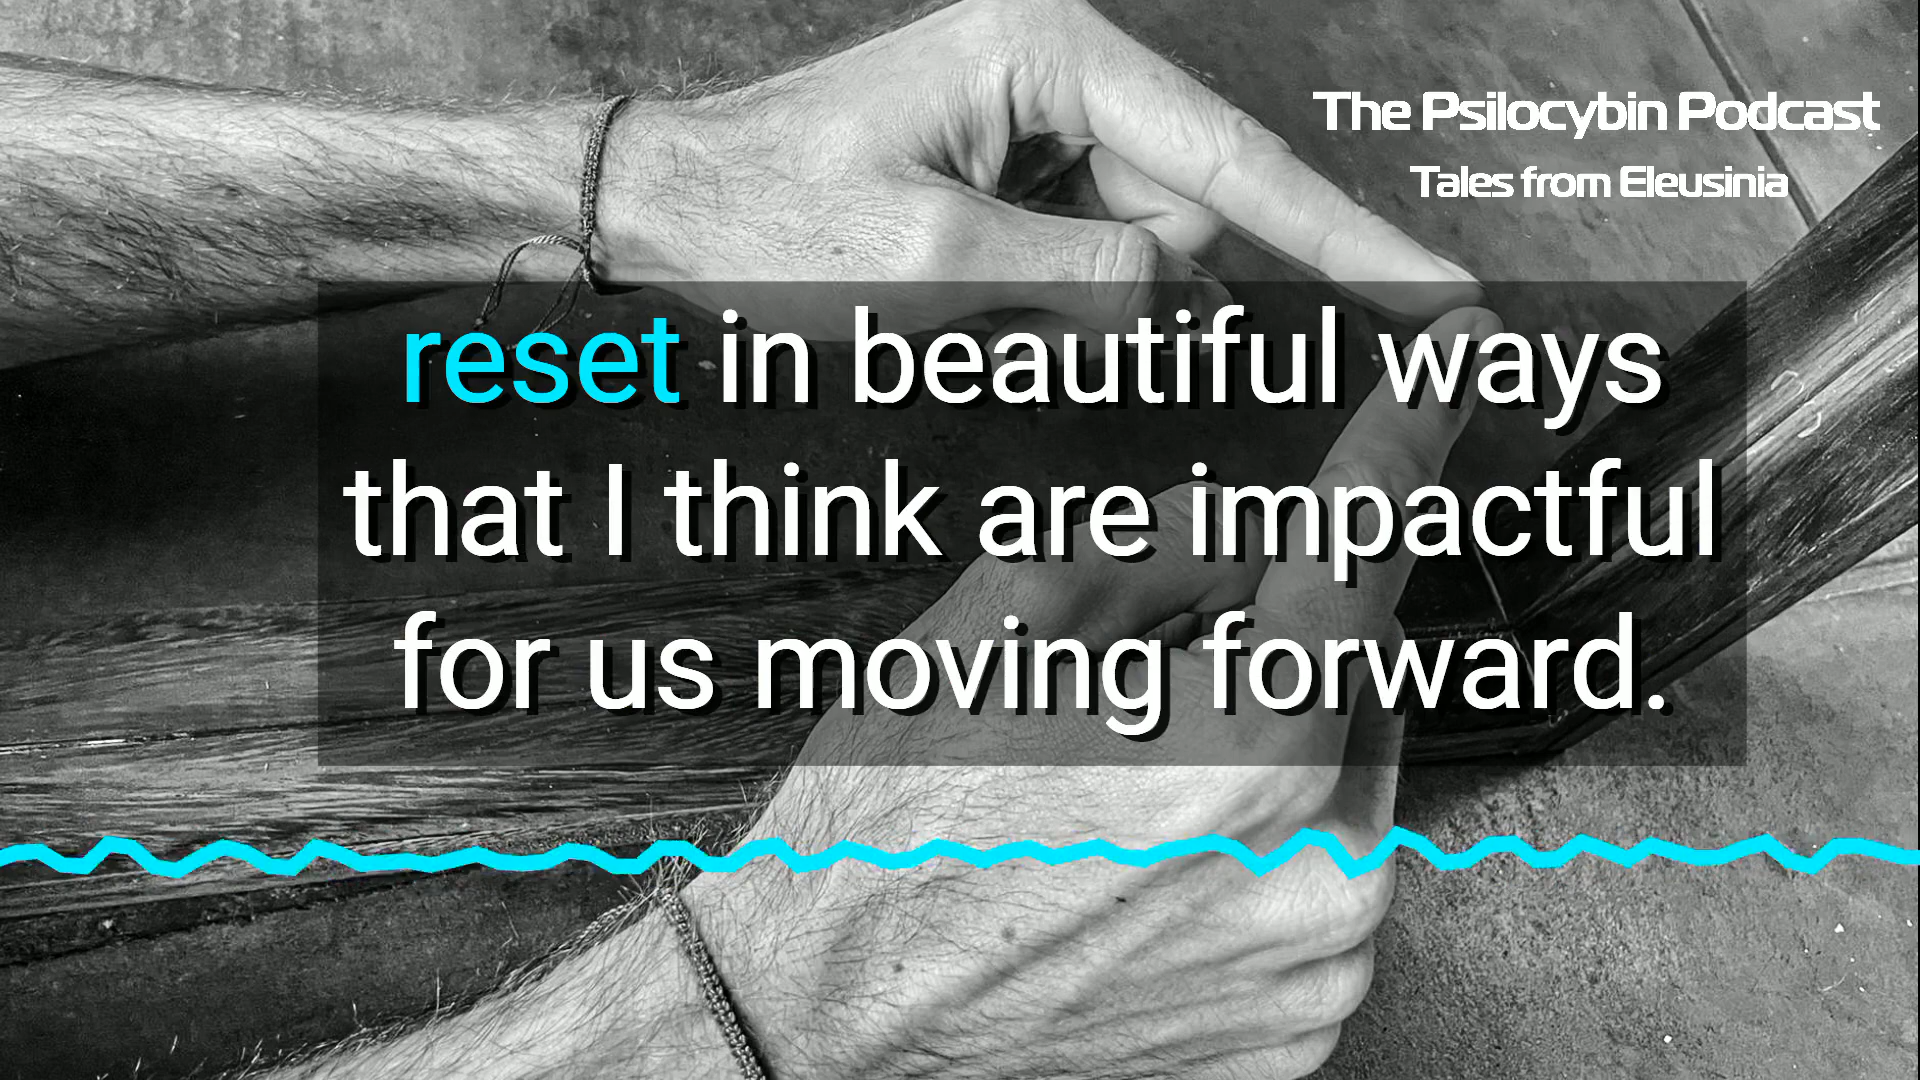 The Psilocybin Podcast
Tales from Eleusinia
reset in beautiful ways
that I think are impactful
for us moving forward.